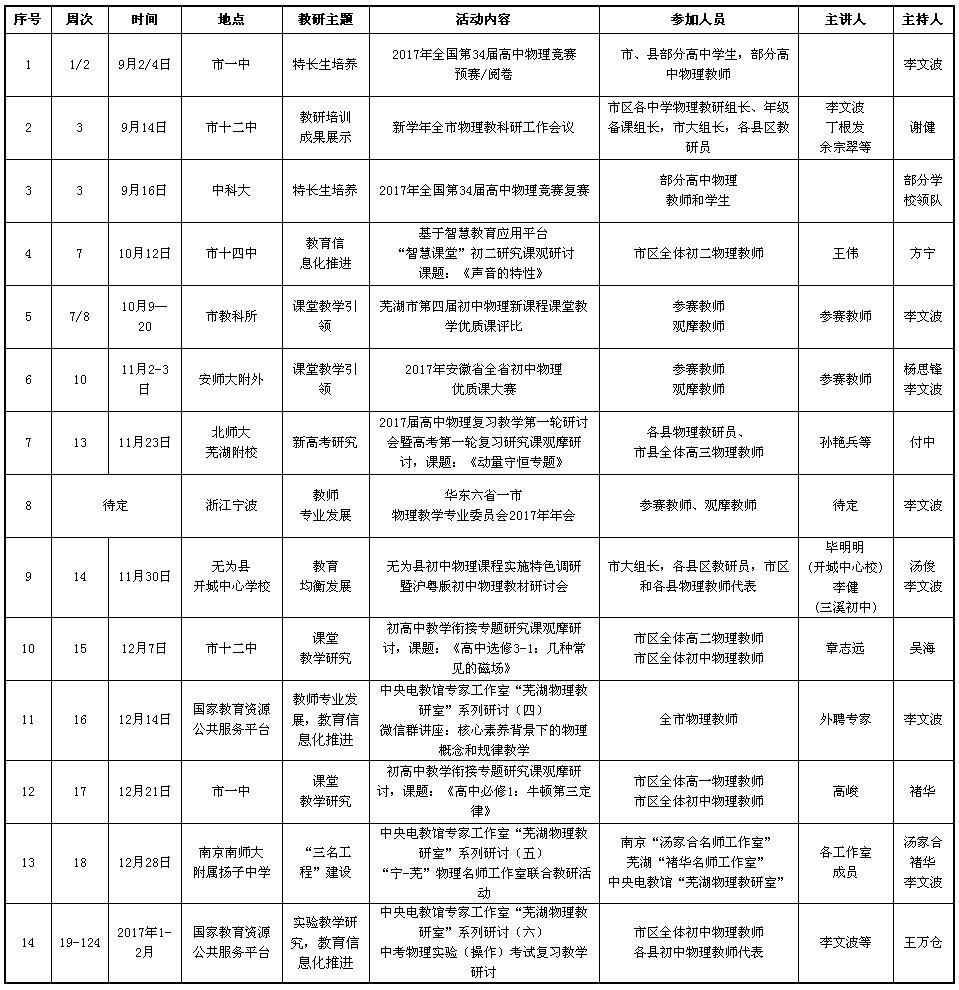 序号 周次 时间 地点 教研主题 活动内容 参加人员 主讲人 主持人
1 1/2 9月2/4日 市一中 特长生培养 2017年全国第34届高中物理竞赛
预赛/阅卷 市、县部分高中学生，部分高
中物理教师 李文波
2 3 9月14日 市十二中 教研培训
成果展示 新学年全市物理教科研工作会议 市区各中学物理教研组长、年级
备课组长，市大组长，各县区教
研员 李文波
丁根发
余宗翠等 谢健
3 3 9月16日 中科大 特长生培养 2017年全国第34届高中物理竞赛复赛 部分高中物理
教师和学生 部分学
校领队
4 7 10月12日 市十四中 教育信
息化推进 基于智慧教育应用平台
“智慧课堂”初二研究课观研讨
课题：《声音的特性》 市区全体初二物理教师 王伟 方宁
5 7/8 10月9—
20 市教科所 课堂教学引
领 芜湖市第四届初中物理新课程课堂教
学优质课评比 参赛教师
观摩教师 参赛教师 李文波
6 10 11月2-3
日 安师大附外 课堂教学引
领 2017年安徽省全省初中物理
优质课大赛 参赛教师
观摩教师 参赛教师 杨思锋
李文波
7 13 11月23日 北师大
芜湖附校 新高考研究 2017届高中物理复习教学第一轮研讨
会暨高考第一轮复习研究课观摩研
讨，课题：《动量守恒专题》 各县物理教研员、
市县全体高三物理教师 孙艳兵等 付中
8 待定 浙江宁波 教师
专业发展 华东六省一市
物理教学专业委员会2017年年会 参赛教师、观摩教师 待定 李文波
9 14 11月30日 无为县
开城中心学校 教育
均衡发展 无为县初中物理课程实施特色调研
暨沪粤版初中物理教材研讨会 市大组长，各县区教研员，市区
和各县物理教师代表 毕明明
(开城中心校)
李健
(三溪初中) 汤俊
李文波
10 15 12月7日 市十二中 课堂
教学研究 初高中教学衔接专题研究课观摩研
讨，课题：《高中选修3-1：几种常
见的磁场》 市区全体高二物理教师
市区全体初中物理教师 章志远 吴海
11 16 12月14日 国家教育资源
公共服务平台 教师专业发
展，教育信
息化推进 中央电教馆专家工作室“芜湖物理教
研室”系列研讨（四）
微信群讲座：核心素养背景下的物理
概念和规律教学 全市物理教师 外聘专家 李文波
12 17 12月21日 市一中 课堂
教学研究 初高中教学衔接专题研究课观摩研
讨，课题：《高中必修1：牛顿第三定
律》 市区全体高一物理教师
市区全体初中物理教师 高峻 褚华
13 18 12月28日 南京南师大
附属扬子中学 “三名工
程”建设 中央电教馆专家工作室“芜湖物理教
研室”系列研讨（五）
“宁-芜”物理名师工作室联合教研活
动 南京“汤家合名师工作室”
芜湖“褚华名师工作室”
中央电教馆“芜湖物理教研室” 各工作室
成员 汤家合
褚华
李文波
14 19-124 2017年1-
2月 国家教育资源
公共服务平台 实验教学研
究，教育信
息化推进 中央电教馆专家工作室“芜湖物理教
研室”系列研讨（六）
中考物理实验（操作）考试复习教学
研讨 市区全体初中物理教师
各县初中物理教师代表 李文波等 王万仓